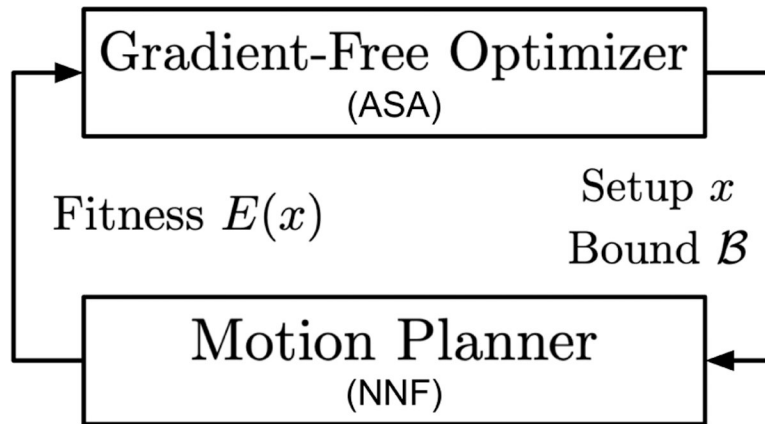 Gradient-Free Optimizer
(ASA)
Fitness E(x)
Setup x
Bound ℬ
Motion Planner
(NNF)